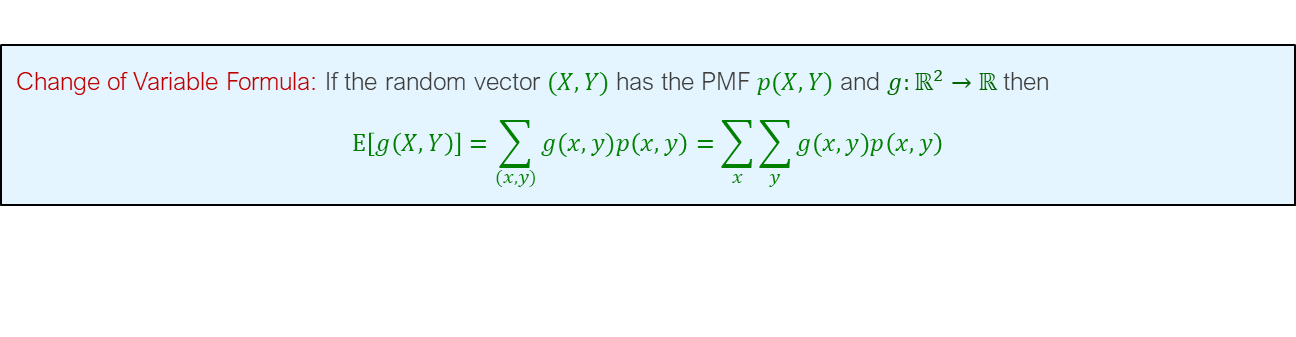 Change of Variable Formula: If the random vector (X, Y) has the PMF p(X, Y) and g: ℝ² → ℝ then
E[g(X, Y)] = ∑_{(x,y)} g(x, y)p(x, y) = ∑_x ∑_y g(x, y)p(x, y)